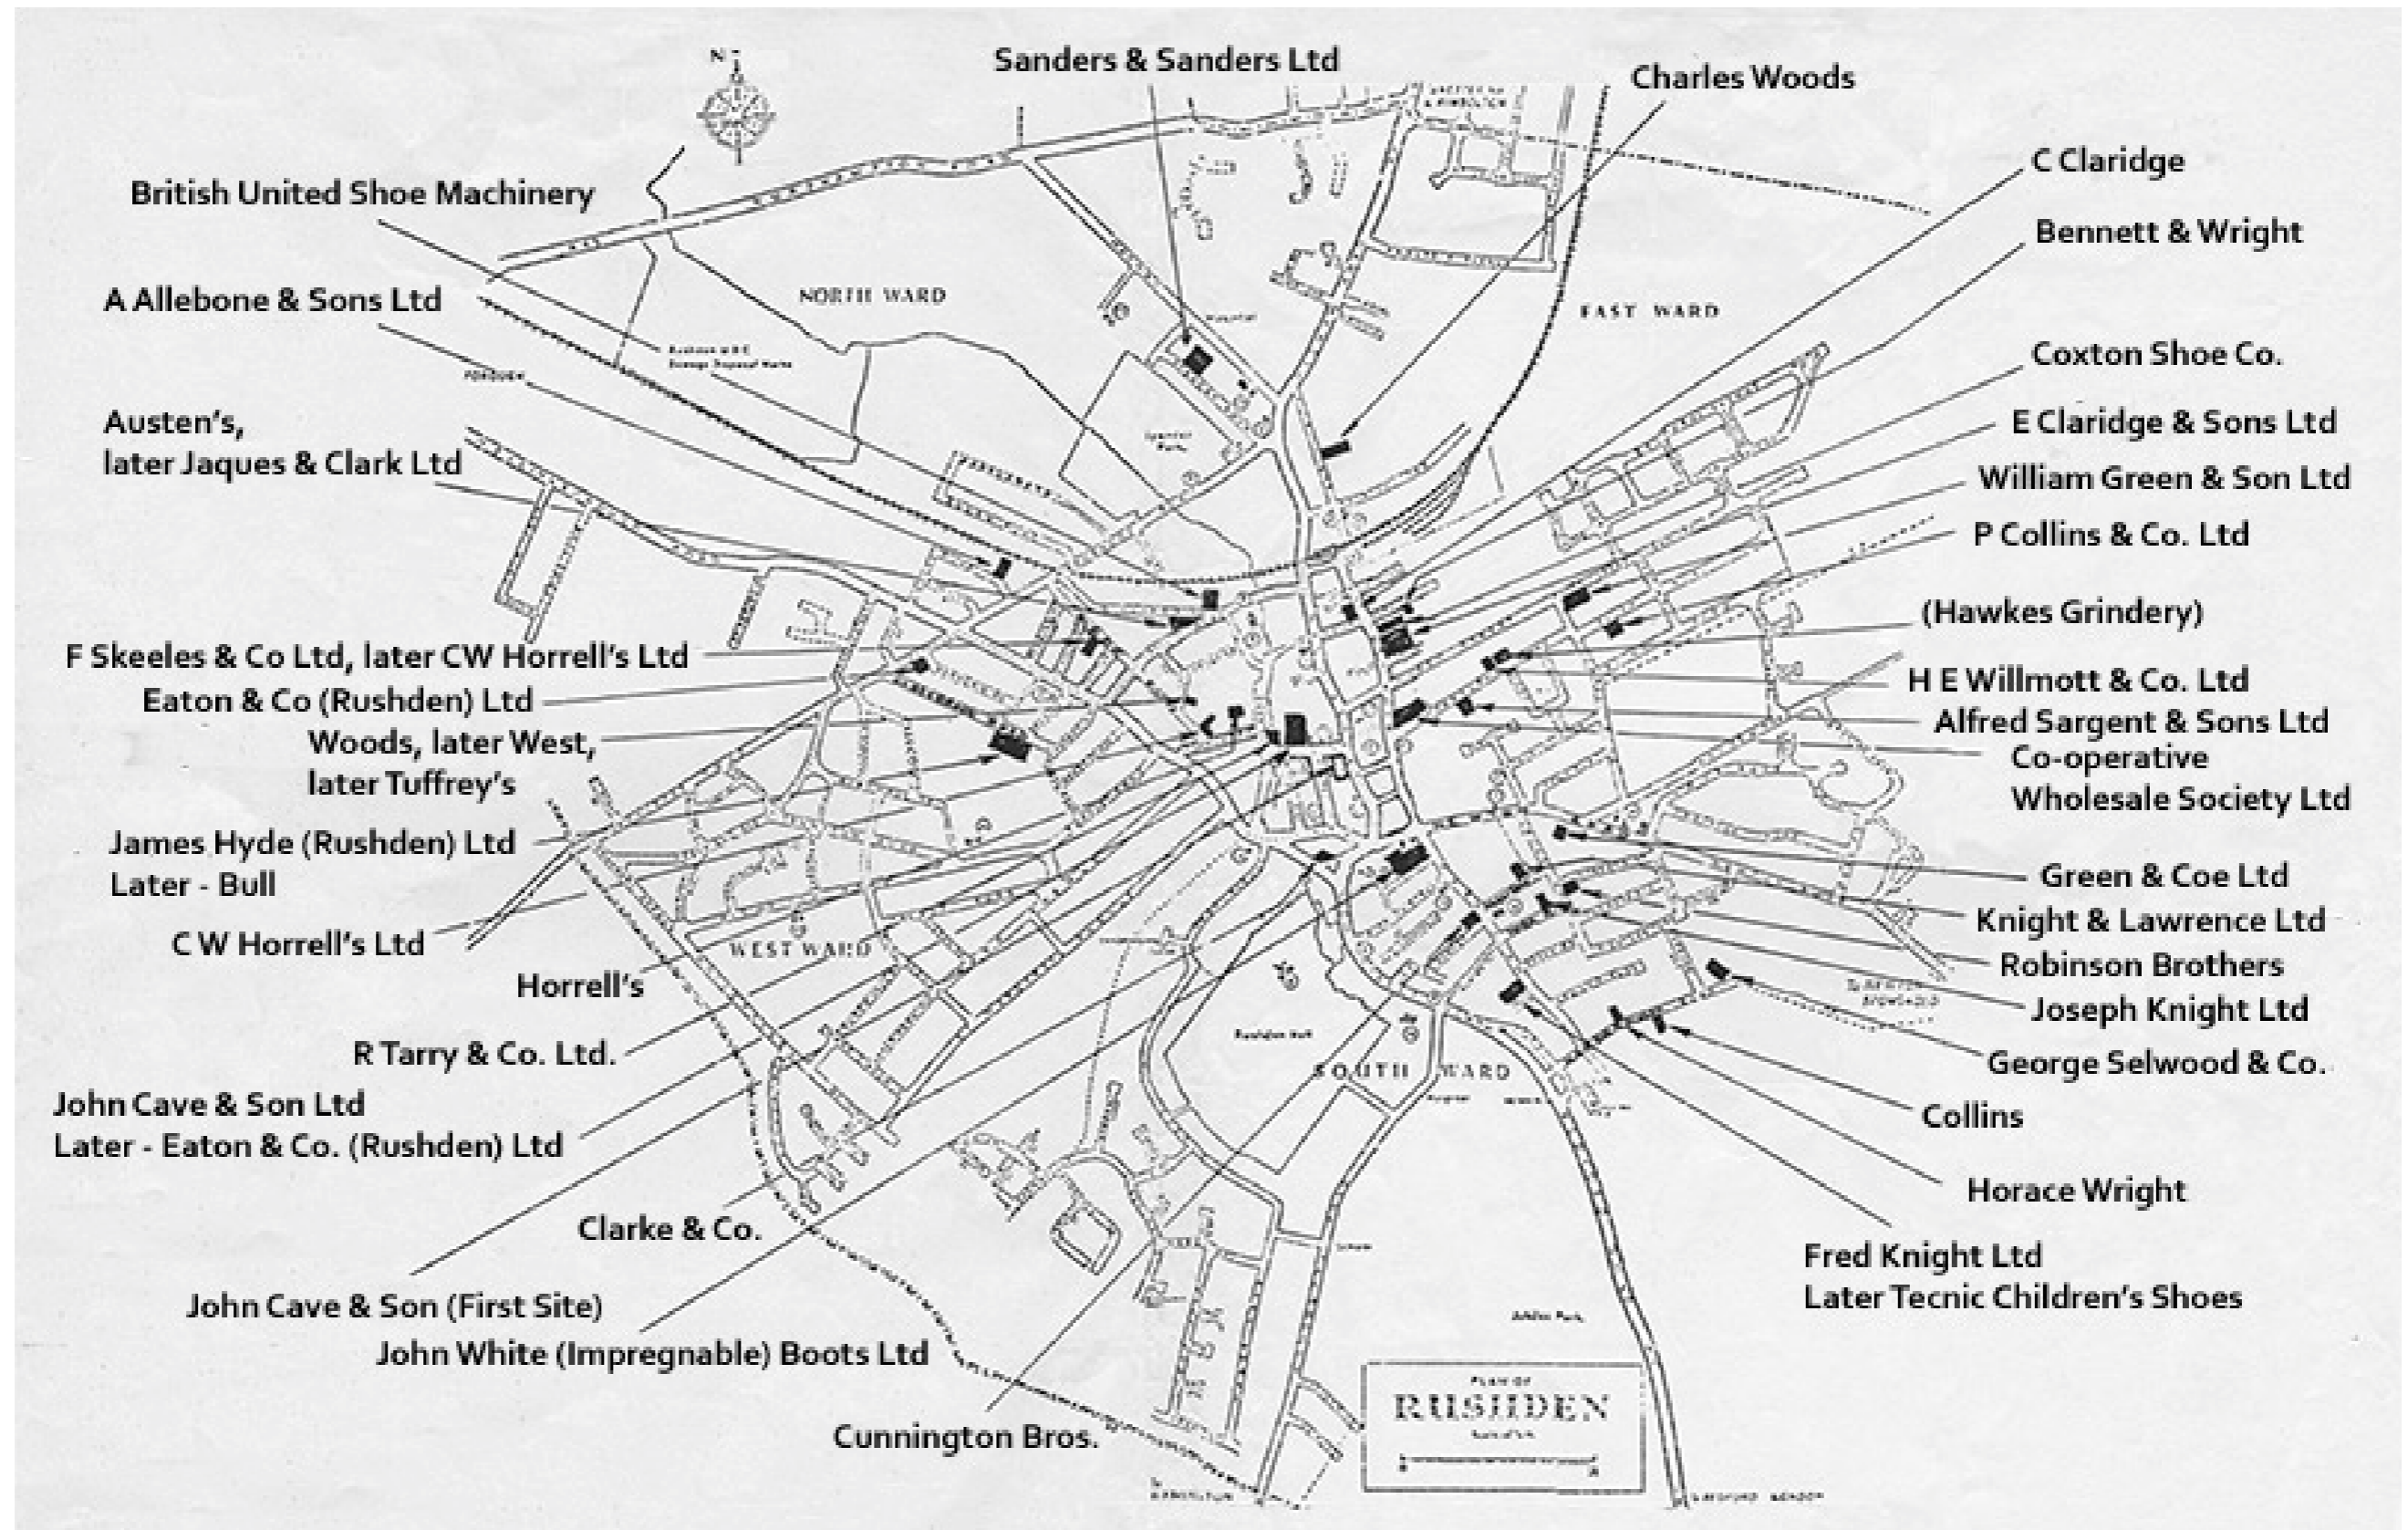 Sanders & Sanders Ltd
Charles Woods
N
C Claridge
British United Shoe Machinery
Bennett & Wright
A Allebone & Sons Ltd
NORTH WARD
EAST WARD
Coxton Shoe Co.
Austen's,
later Jaques & Clark Ltd
E Claridge & Sons Ltd
William Green & Son Ltd
P Collins & Co. Ltd
(Hawkes Grindery)
F Skeeles & Co Ltd, later CW Horrell's Ltd
H E Willmott & Co. Ltd
Eaton & Co (Rushden) Ltd
Alfred Sargent & Sons Ltd
Woods, later West,
later Tuffrey's
Co-operative
Wholesale Society Ltd
James Hyde (Rushden) Ltd
Later - Bull
Green & Coe Ltd
Knight & Lawrence Ltd
C W Horrell's Ltd
WEST WARD
Robinson Brothers
Horrell's
Joseph Knight Ltd
Rushden Hall
R Tarry & Co. Ltd.
George Selwood & Co.
SOUTH WARD
John Cave & Son Ltd
Later - Eaton & Co. (Rushden) Ltd
Collins
Horace Wright
Clarke & Co.
Fred Knight Ltd
Later Tecnic Children's Shoes
John Cave & Son (First Site)
John White (Impregnable) Boots Ltd
Cunnington Bros.
PLAN OF
RUSHDEN